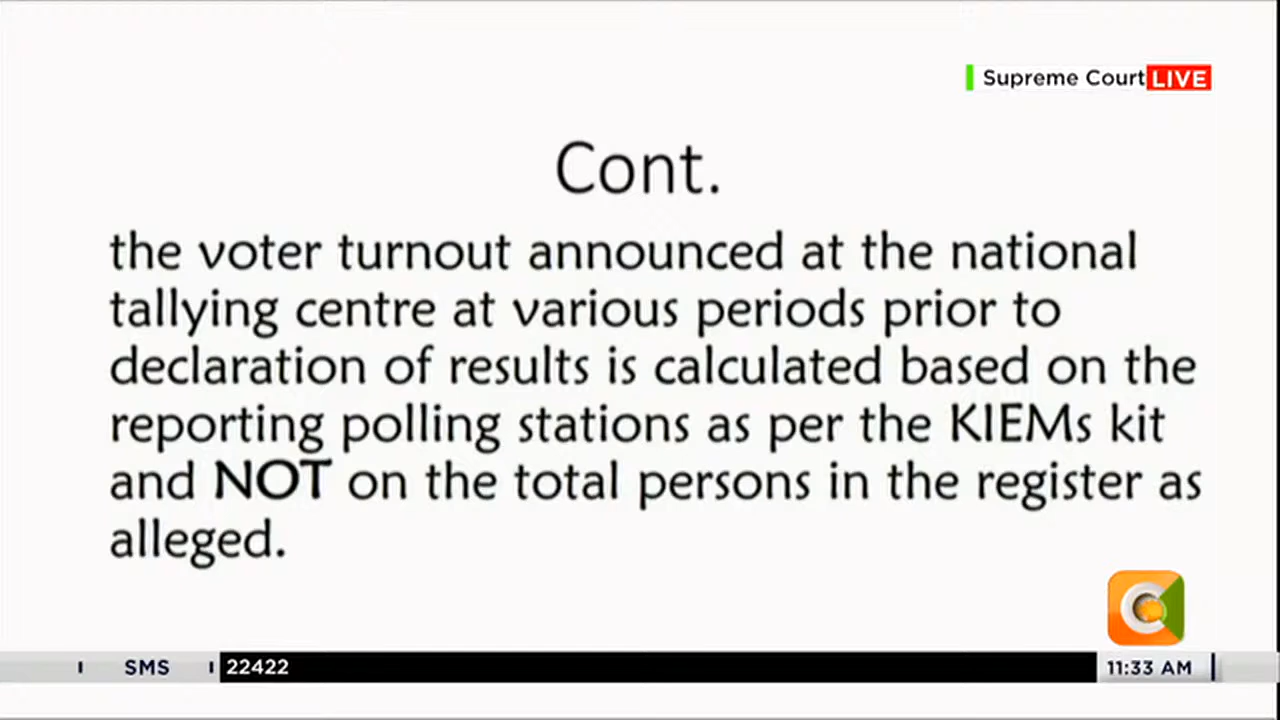 Supreme Court LIVE
Cont.
the voter turnout announced at the national
tallying centre at various periods prior to
declaration of results is calculated based on the
reporting polling stations as per the KIEMs kit
and NOT on the total persons in the register as
alleged.
SMS 22422 11:33 AM